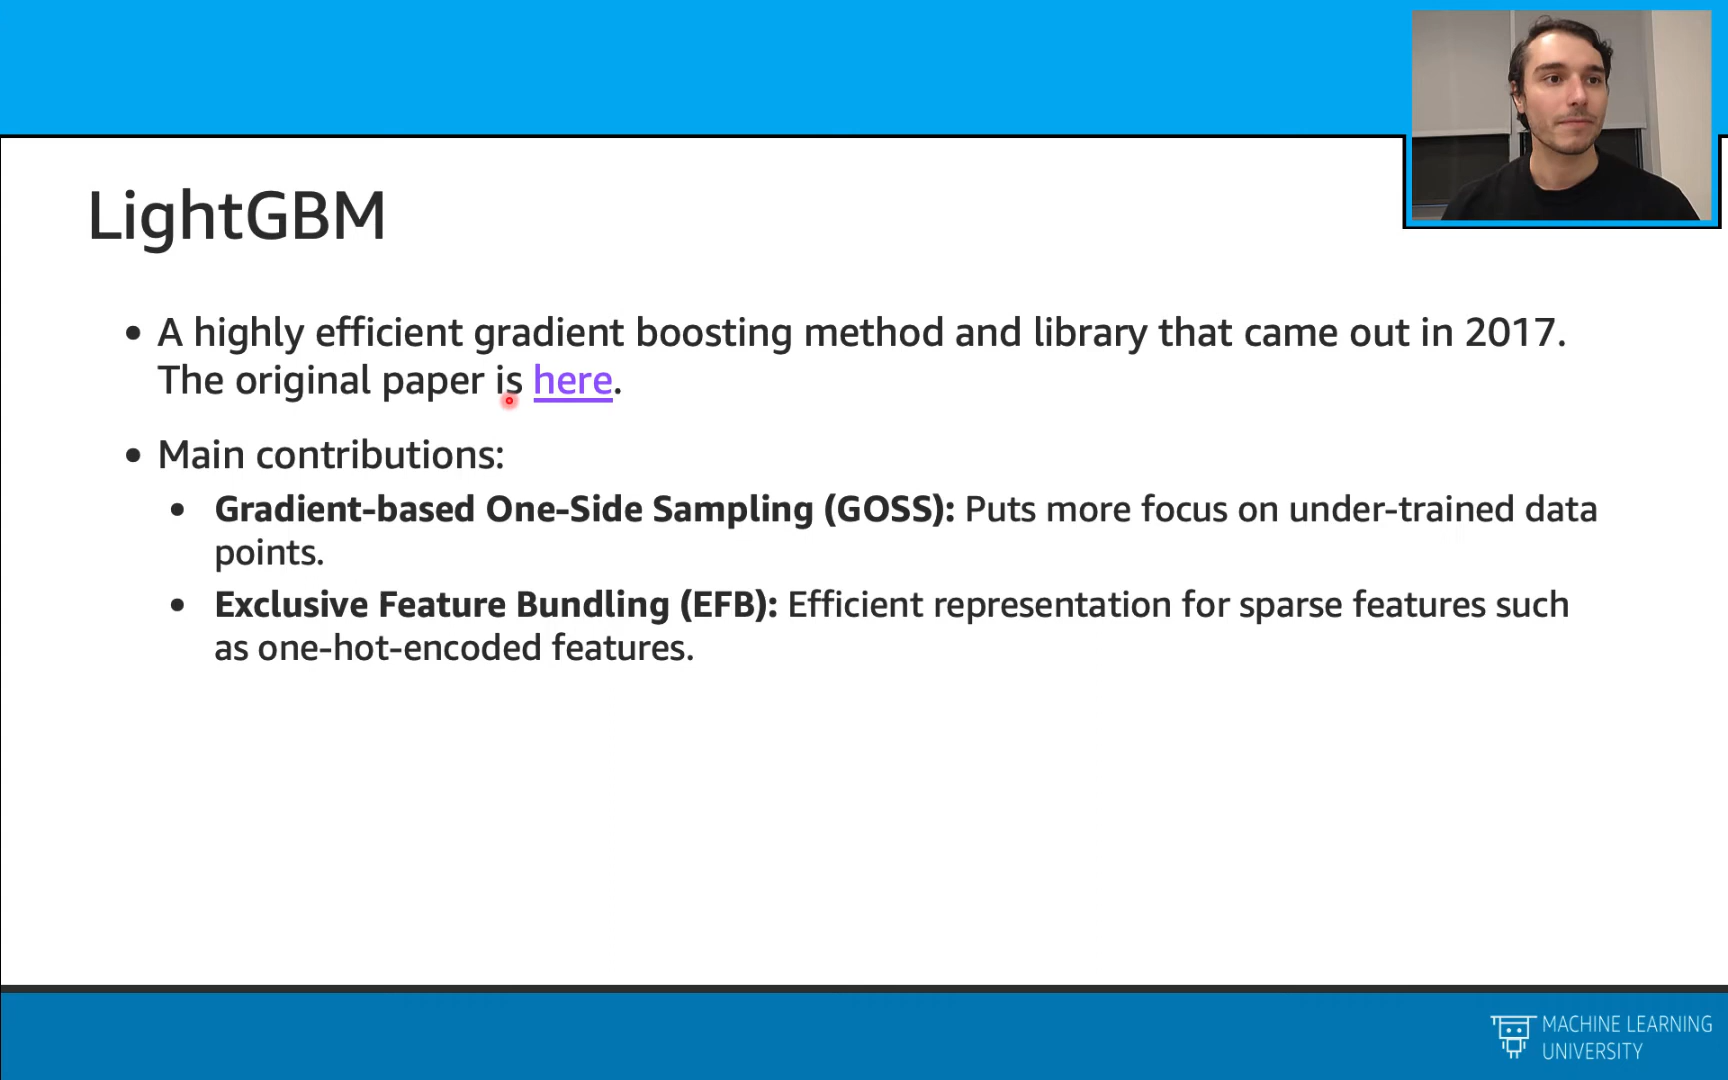 LightGBM
• A highly efficient gradient boosting method and library that came out in 2017.
The original paper is here.
• Main contributions:
• Gradient-based One-Side Sampling (GOSS): Puts more focus on under-trained data
points.
• Exclusive Feature Bundling (EFB): Efficient representation for sparse features such
as one-hot-encoded features.
MACHINE LEARNING
UNIVERSITY